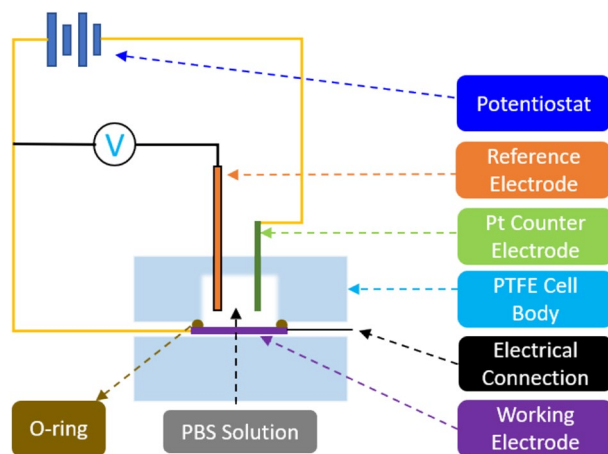 Potentiostat
V
Reference
Electrode
Pt Counter
Electrode
PTFE Cell
Body
Electrical
Connection
O-ring
PBS Solution
Working
Electrode